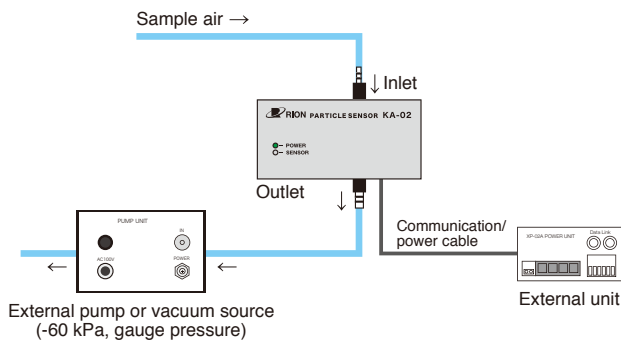 Sample air →
↓ Inlet
RION PARTICLE SENSOR KA-02
POWER
SENSOR
Outlet
↓
PUMP UNIT
IN
AC100V
POWER
← ←
Communication/
power cable
XP-02A POWER UNIT
Data Link
External unit
External pump or vacuum source
(-60 kPa, gauge pressure)